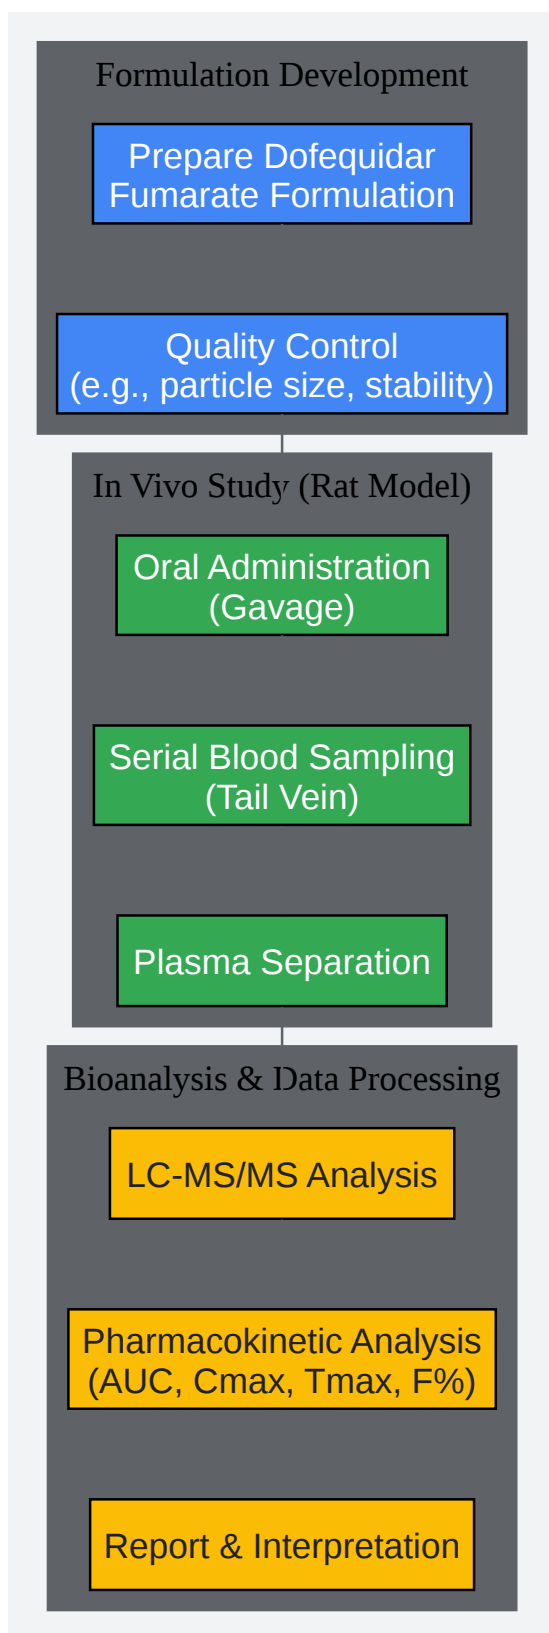 Formulation Development
Prepare Dofequidar
Fumarate Formulation
Quality Control
(e.g., particle size, stability)
In Vivo Study (Rat Model)
Oral Administration
(Gavage)
Serial Blood Sampling
(Tail Vein)
Plasma Separation
Bioanalysis & Data Processing
LC-MS/MS Analysis
Pharmacokinetic Analysis
(AUC, Cmax, Tmax, F%)
Report & Interpretation